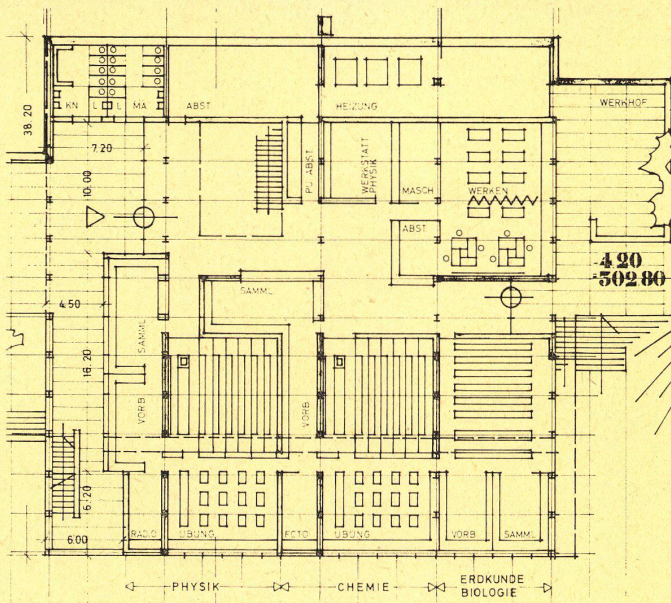 KN L L MA ABST HEIZUNG WERKHOF
38.20
7.20
10.00
PU ABST
WERKSTATT
PHYSIK
MASCH
WERKEN
ABST
-4.20
-302.80
4.50
SAMML
SAMML
16.20
VORB
VORB
6.20
6.00
RADIO ÜBUNG FOTO ÜBUNG VORB SAMML
PHYSIK CHEMIE ERDKUNDE
BIOLOGIE